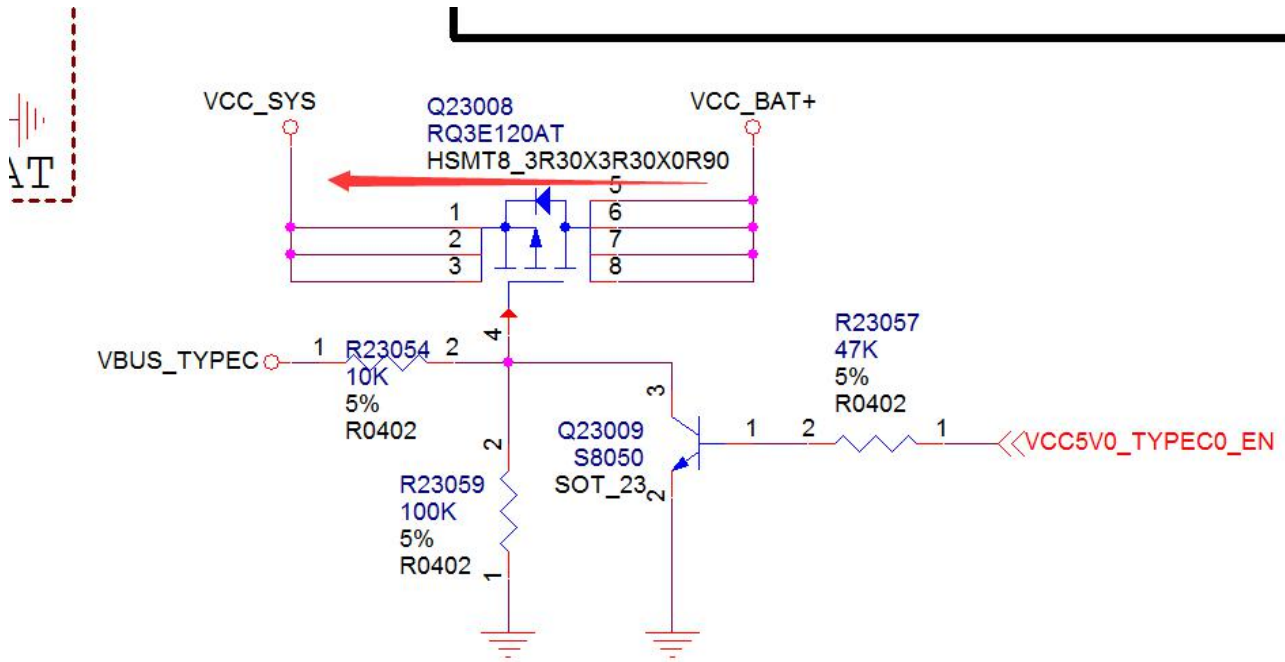 VCC_SYS
Q23008
RQ3E120AT
HSMT8_3R30X3R30X0R90
VCC_BAT+
AT
5
1
6
2
7
3
8
4
VBUS_TYPEC
1
R23054
2
10K
5%
R0402
R23057
47K
5%
R0402
3
Q23009
S8050
SOT_23
1
2
1
VCC5V0_TYPEC0_EN
2
2
R23059
100K
5%
R0402
1